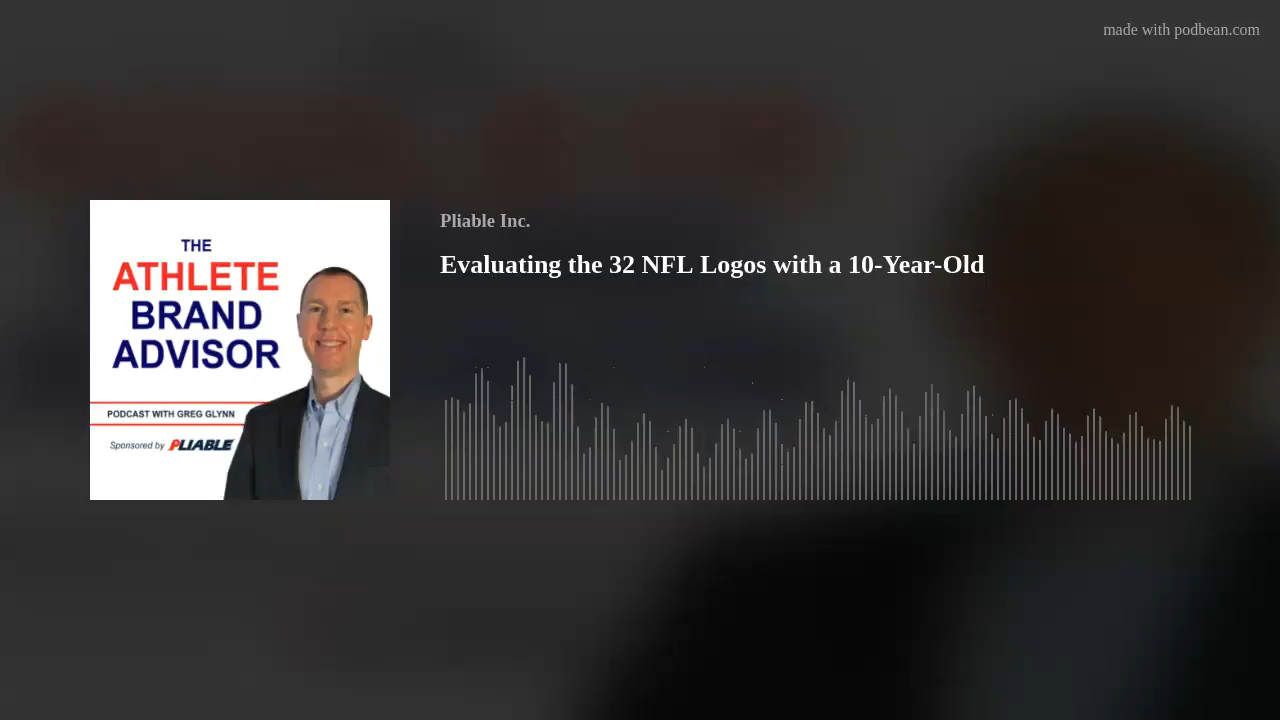 made with podbean.com
THE
ATHLETE
BRAND
ADVISOR
PODCAST WITH GREG GLYNN
Sponsored by PLIABLE
Pliable Inc.
Evaluating the 32 NFL Logos with a 10-Year-Old